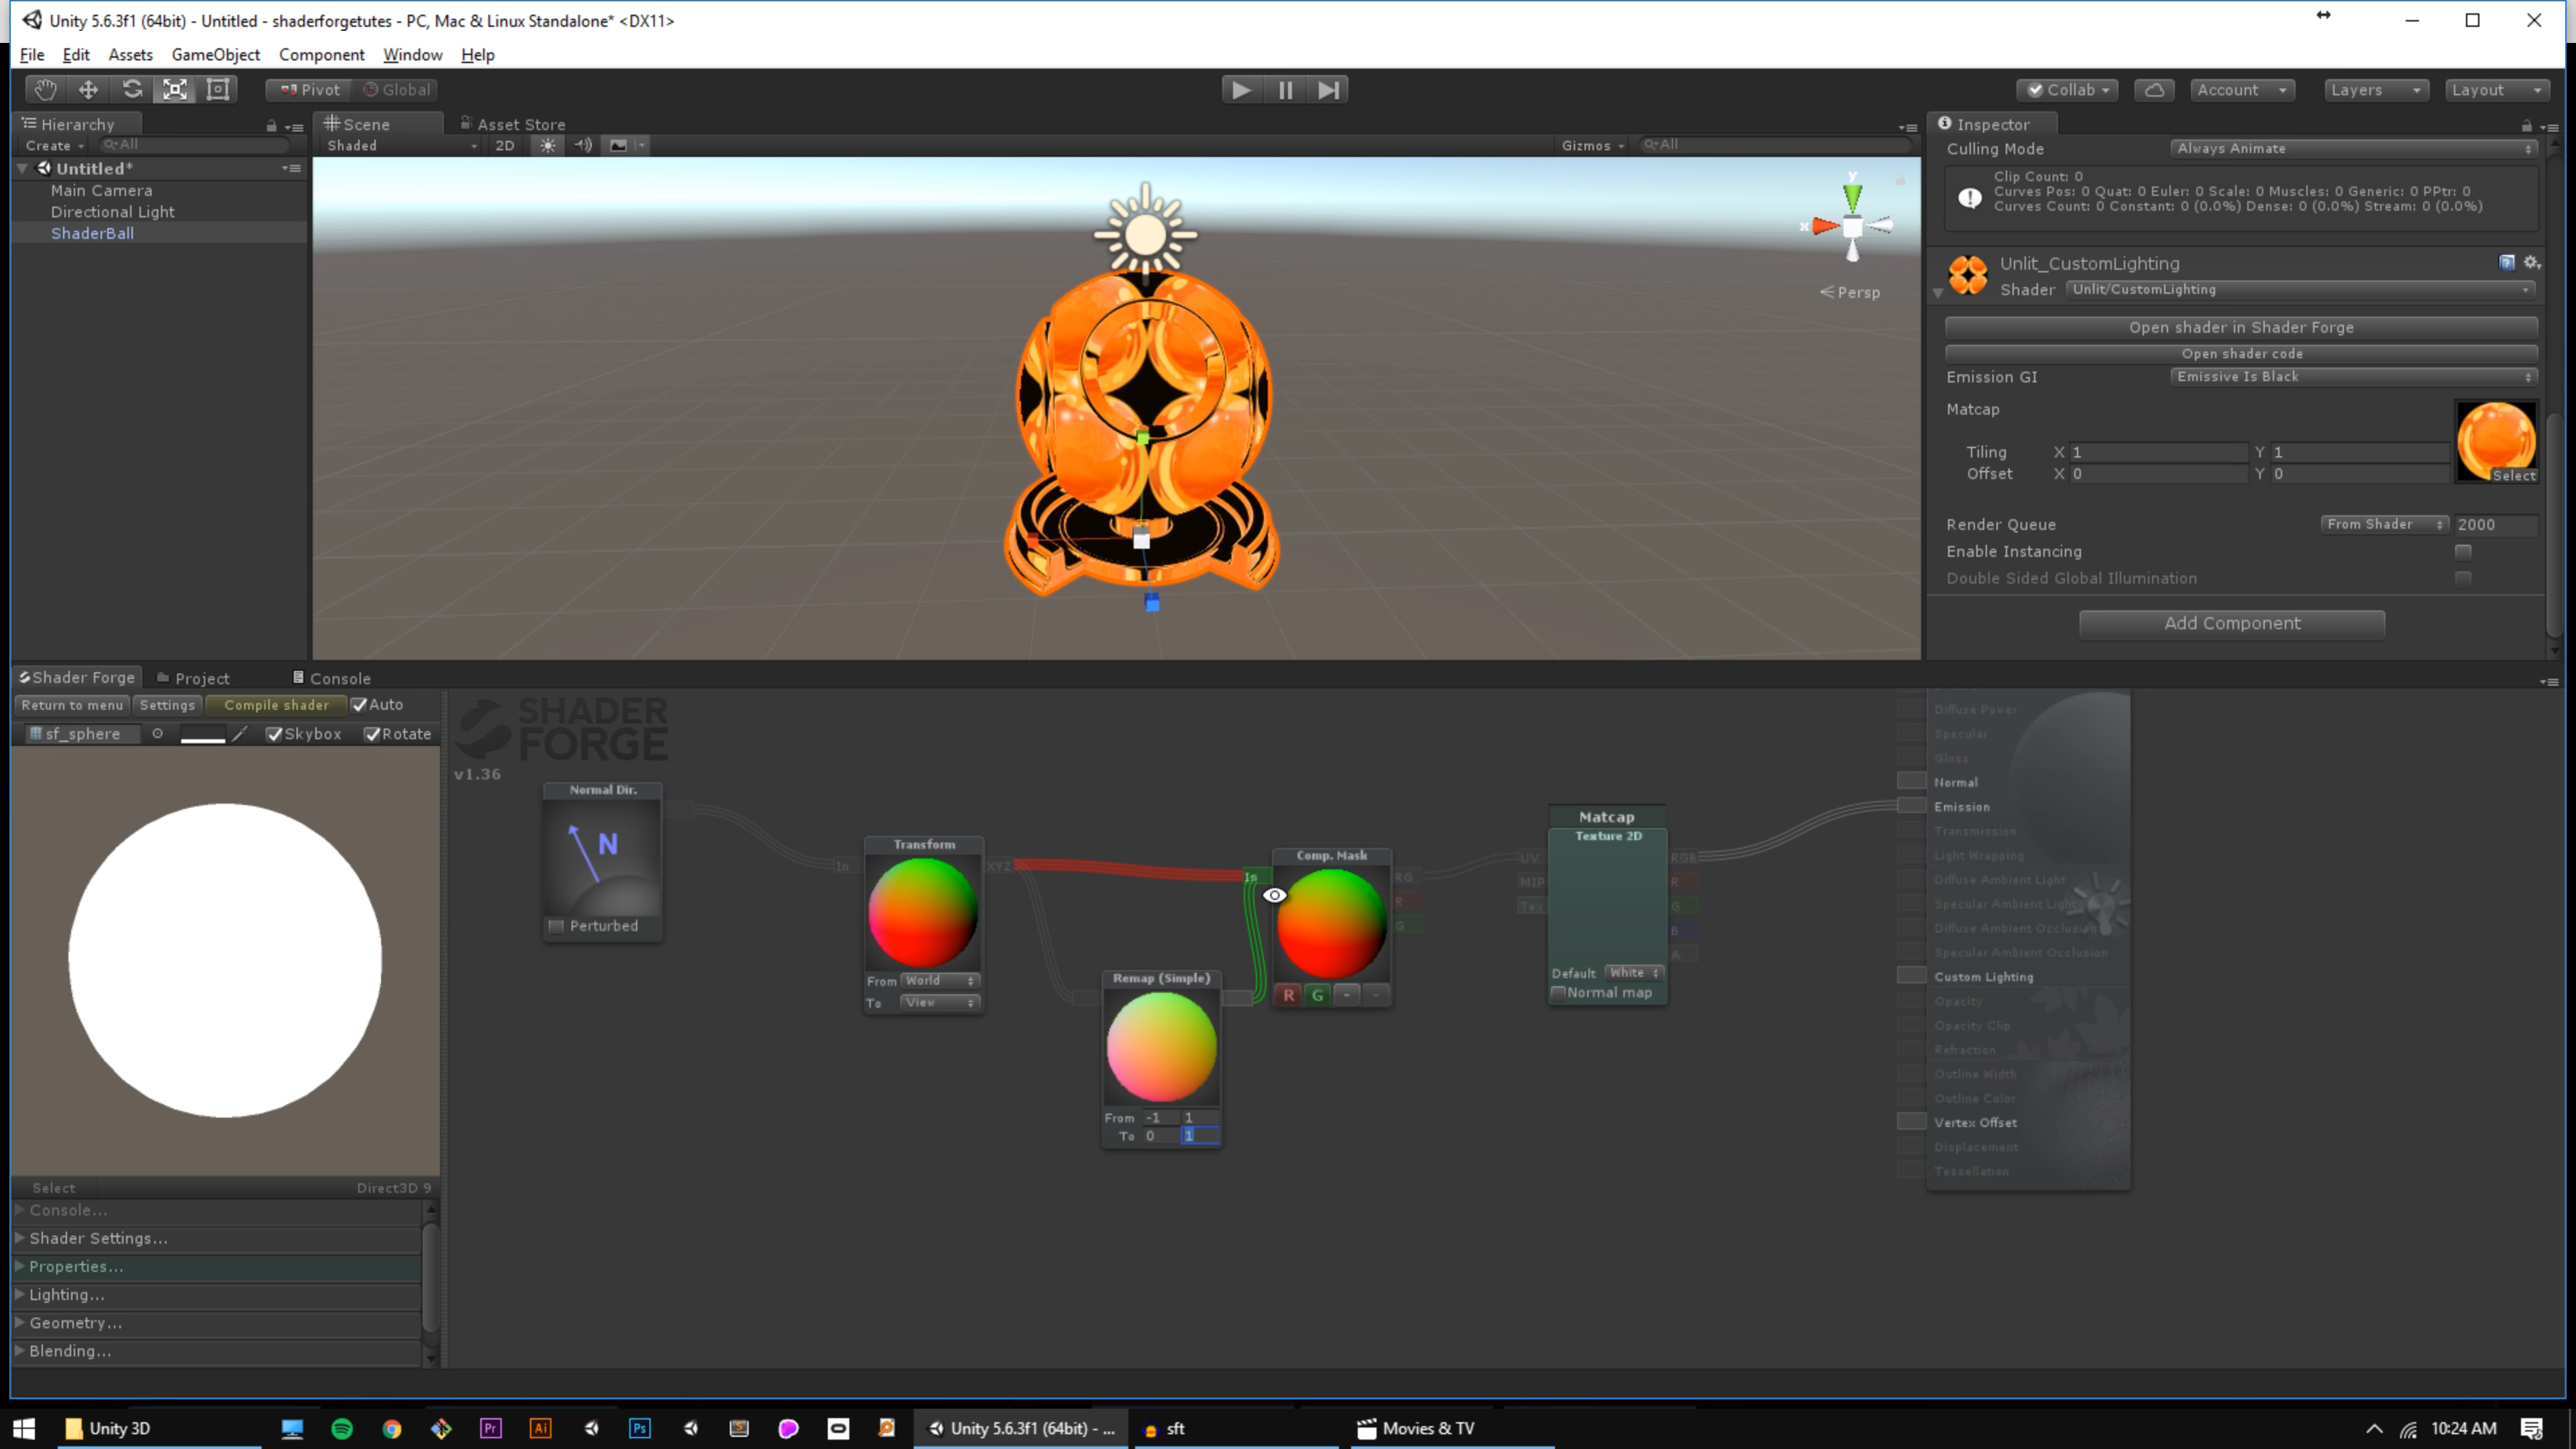 Unity 5.6.3f1 (64bit) - Untitled - shaderforgetutes - PC, Mac & Linux Standalone* <DX11>
File Edit Assets GameObject Component Window Help
Pivot Global Collab Account Layers Layout
Hierarchy Scene Asset Store Inspector
Create All Shaded 2D Gizmos All
Culling Mode Always Animate
Untitled*
Main Camera
Directional Light
ShaderBall
y
x
Persp
Clip Count: 0
Curves Pos: 0 Quat: 0 Euler: 0 Scale: 0 Muscles: 0 Generic: 0 PPtr: 0
Curves Count: 0 Constant: 0 (0.0%) Dense: 0 (0.0%) Stream: 0 (0.0%)
Unlit_CustomLighting
Shader Unlit/CustomLighting
Open shader in Shader Forge
Open shader code
Emission GI Emissive Is Black
Matcap
Tiling X 1 Y 1
Offset X 0 Y 0
Select
Render Queue From Shader 2000
Enable Instancing
Double Sided Global Illumination
Add Component
Shader Forge Project Console
Return to menu Settings Compile shader Auto
sf_sphere Skybox Rotate
SHADER
FORGE
v1.36
Normal Dir.
N
Perturbed
Transform
In XYZ
From World
To View
Remap (Simple)
From -1 1
To 0 1
Comp. Mask
In RG
R
G
R G - -
Matcap
Texture 2D
UV RGB
MIP R
Tex G
B
A
Default White
Normal map
Diffuse Power
Specular
Gloss
Normal
Emission
Transmission
Light Wrapping
Diffuse Ambient Light
Specular Ambient Light
Diffuse Ambient Occlusion
Specular Ambient Occlusion
Custom Lighting
Opacity
Opacity Clip
Refraction
Outline Width
Outline Color
Vertex Offset
Displacement
Tessellation
Select Direct3D 9
Console...
Shader Settings...
Properties...
Lighting...
Geometry...
Blending...
Unity 3D Pr Ai Ps Unity 5.6.3f1 (64bit) - ... sft Movies & TV 10:24 AM